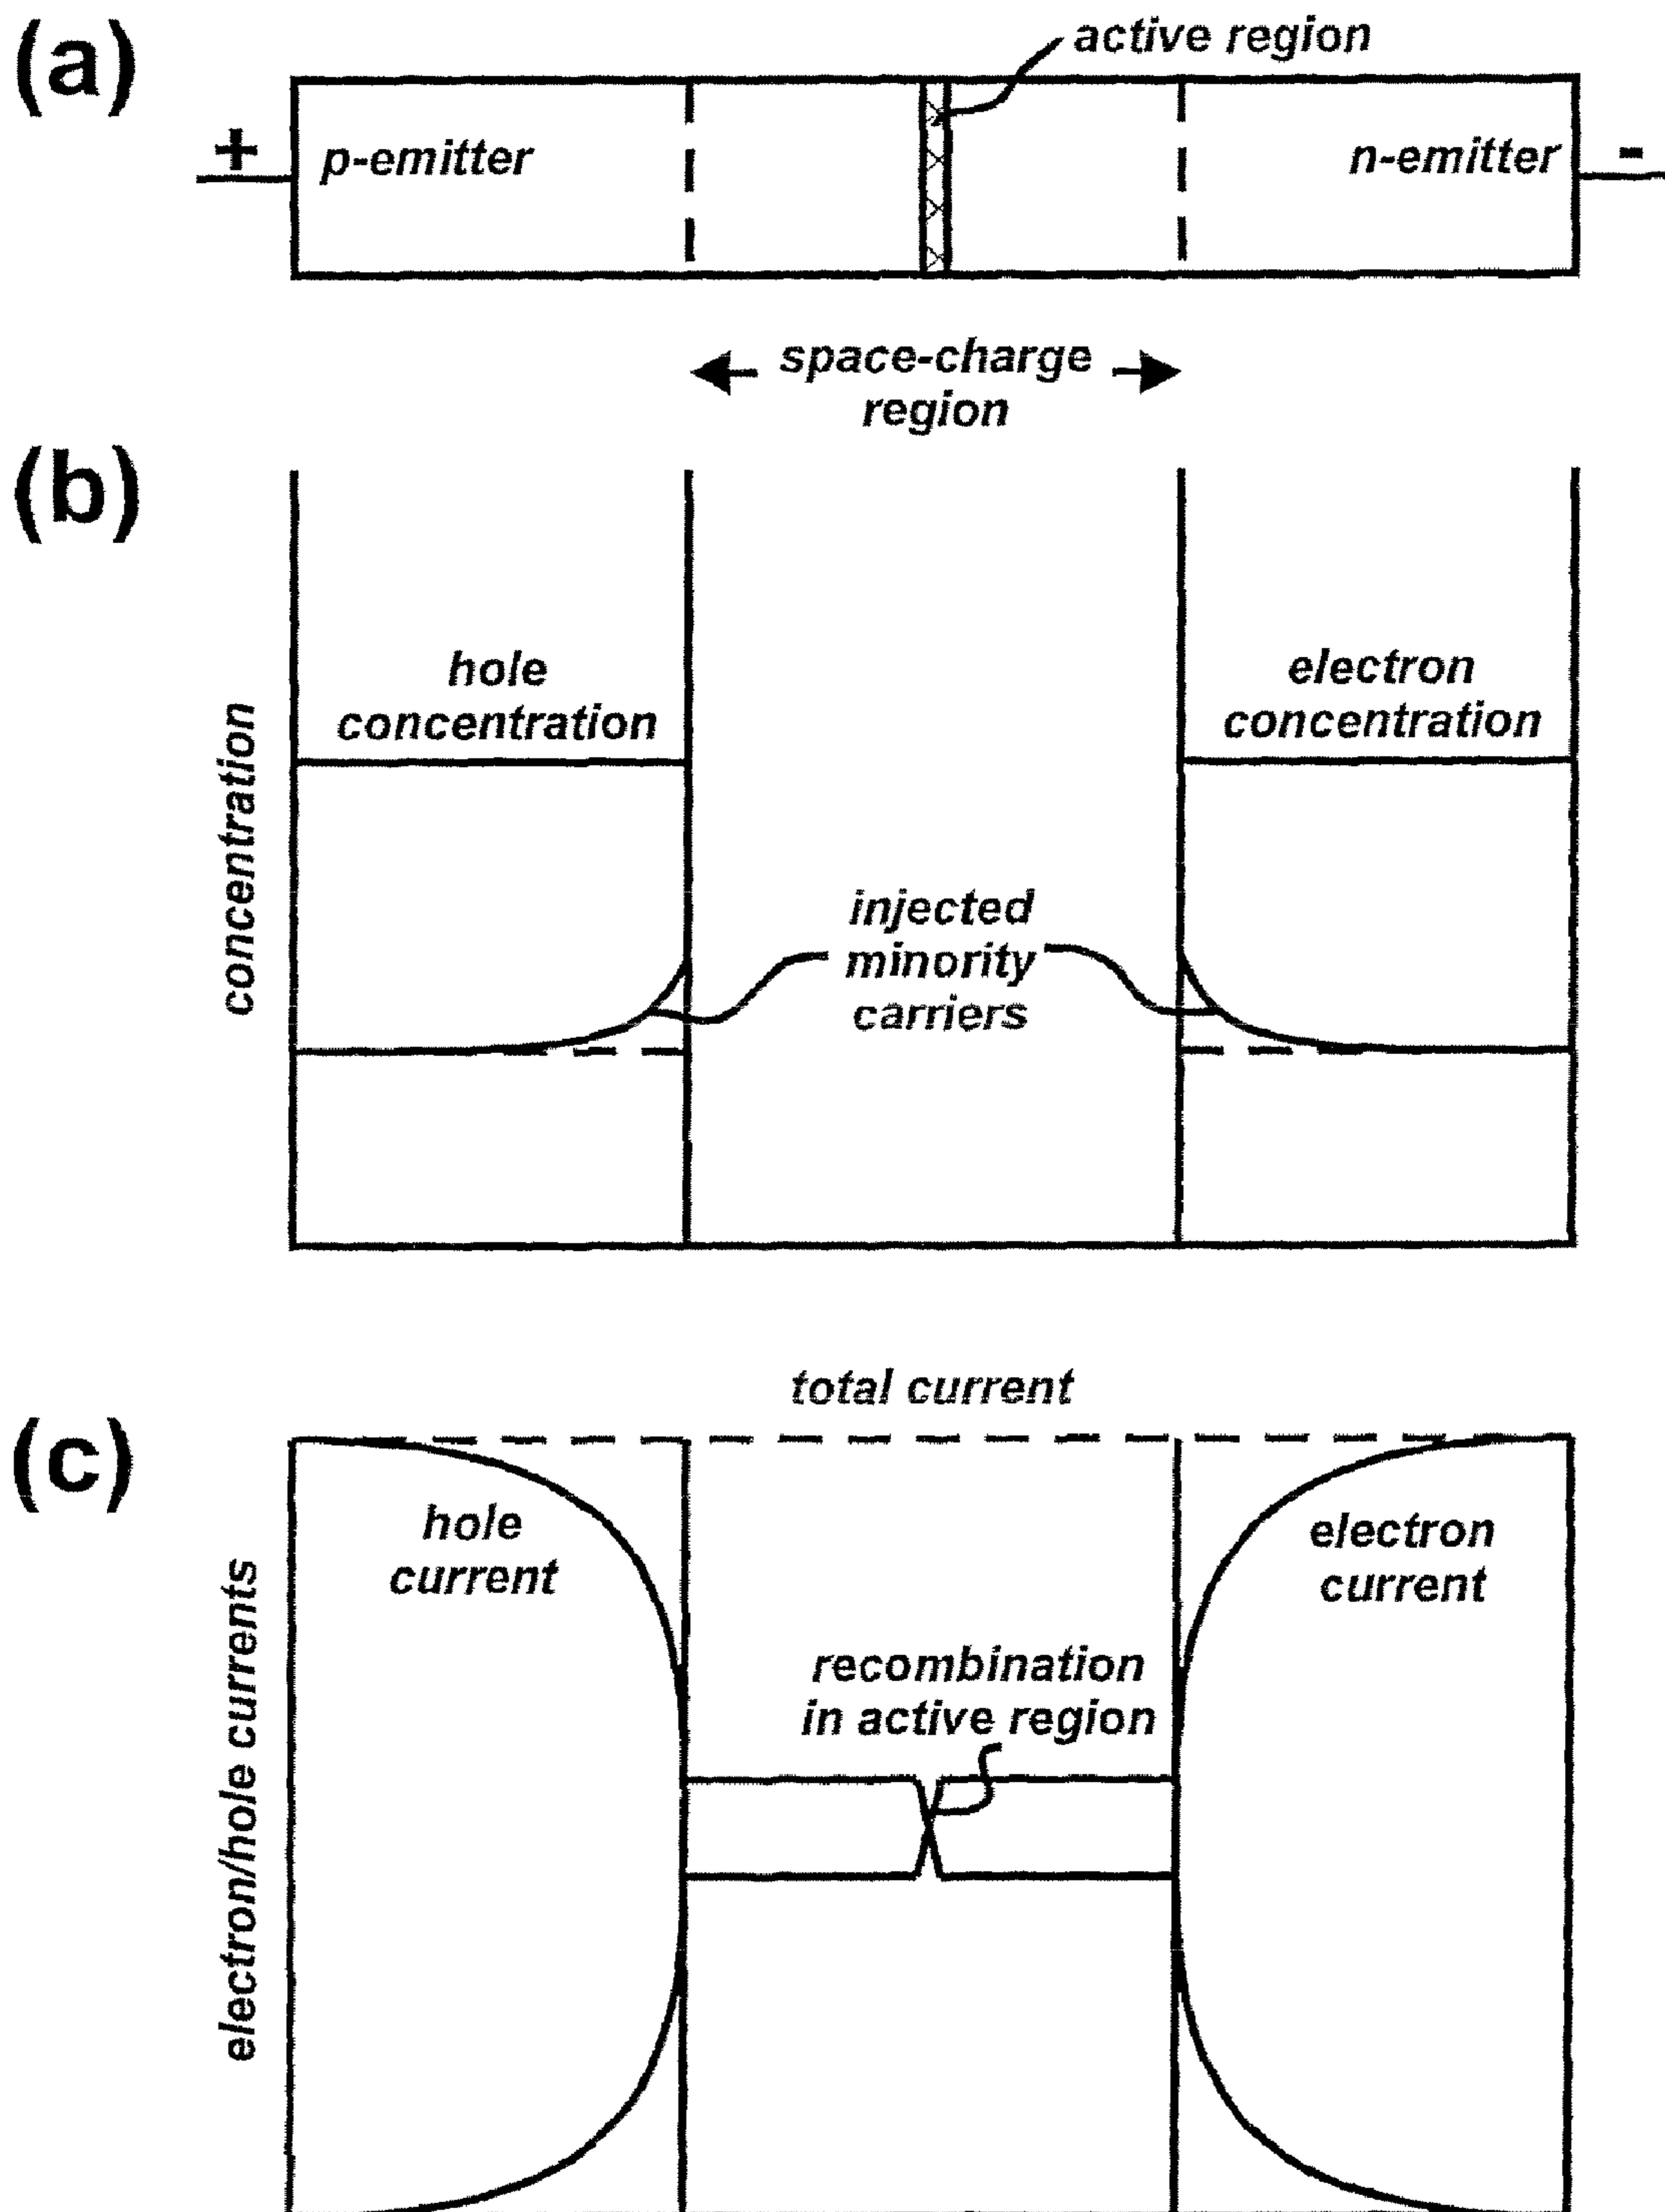 (a)
active region
+
p-emitter
n-emitter
-
space-charge
region
(b)
concentration
hole
concentration
electron
concentration
injected
minority
carriers
(c)
total current
electron/hole currents
hole
current
electron
current
recombination
in active region